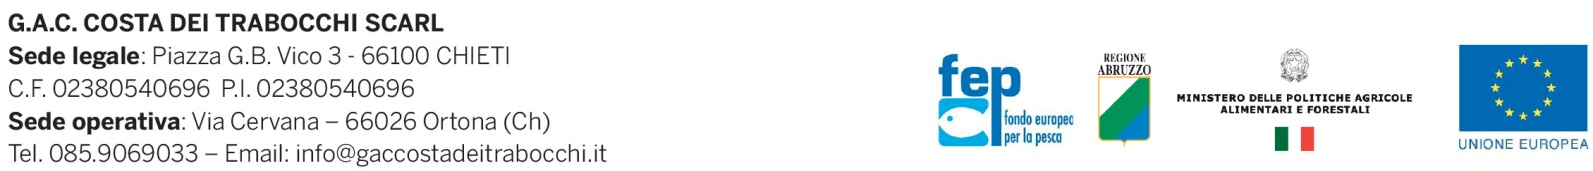 G.A.C. COSTA DEI TRABOCCHI SCARL
Sede legale: Piazza G.B. Vico 3 - 66100 CHIETI
C.F. 02380540696 P.I. 02380540696
Sede operativa: Via Cervana – 66026 Ortona (Ch)
Tel. 085.9069033 – Email: info@gaccostadeitrabocchi.it
fep
fondo europeo
per la pesca
REGIONE
ABRUZZO
MINISTERO DELLE POLITICHE AGRICOLE
ALIMENTARI E FORESTALI
UNIONE EUROPEA